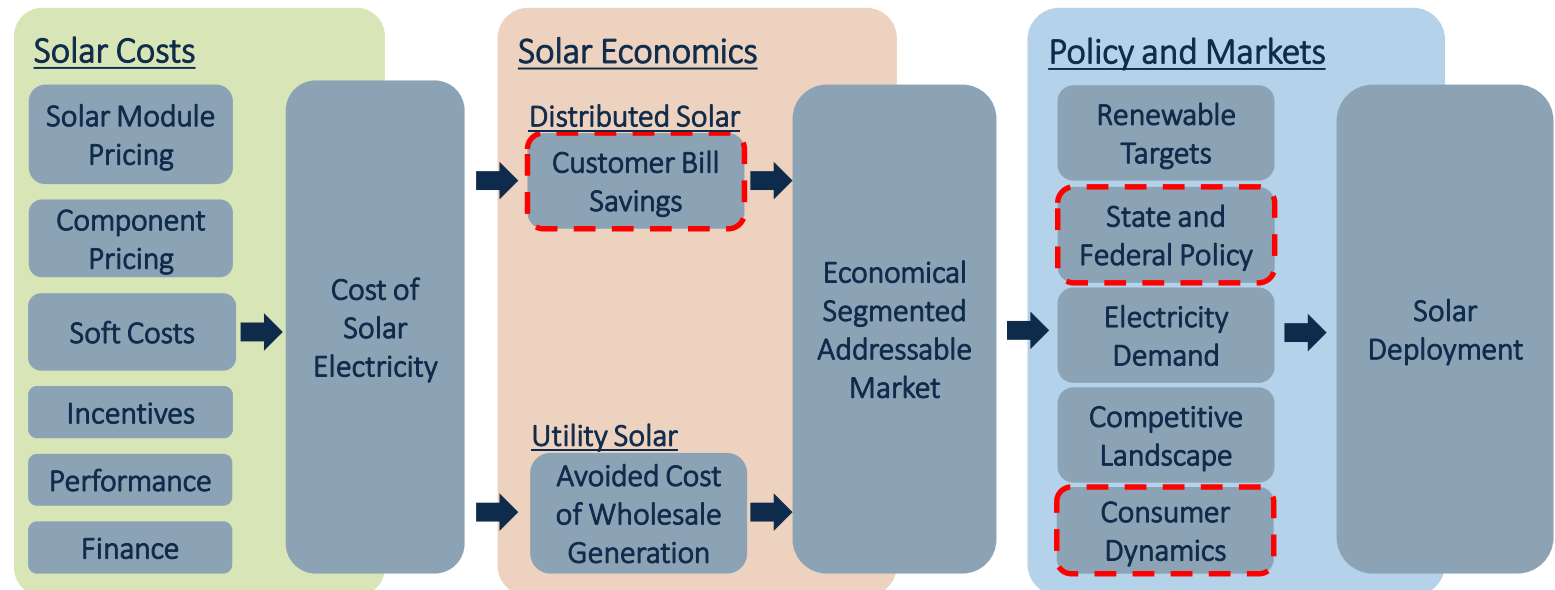 Solar Costs
Solar Module
Pricing
Component
Pricing
Soft Costs
Incentives
Performance
Finance
Cost of
Solar
Electricity
Solar Economics
Distributed Solar
Customer Bill
Savings
Utility Solar
Avoided Cost
of Wholesale
Generation
Economical
Segmented
Addressable
Market
Policy and Markets
Renewable
Targets
State and
Federal Policy
Electricity
Demand
Competitive
Landscape
Consumer
Dynamics
Solar
Deployment